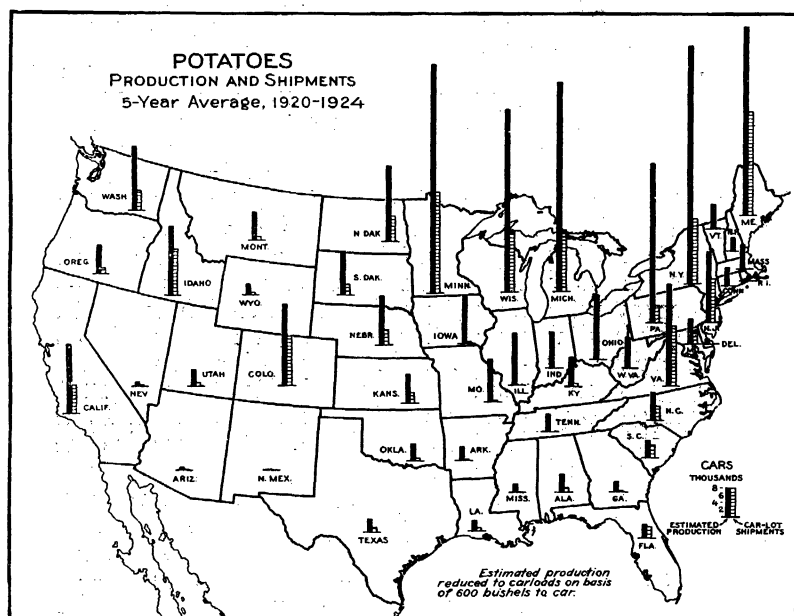 POTATOES
PRODUCTION AND SHIPMENTS
5-Year Average, 1920-1924
WASH.
OREG.
IDAHO
MONT.
WYO.
N.DAK.
S.DAK.
NEBR.
KANS.
OKLA.
TEXAS
MINN.
IOWA
MO.
ARK.
LA.
WIS.
MICH.
ILL.
IND.
OHIO
KY.
TENN.
MISS.
ALA.
GA.
FLA.
S.C.
N.C.
VA.
W.VA.
PA.
N.Y.
N.J.
DEL.
CONN.
R.I.
MASS.
VT.
ME.
NEV.
UTAH
COLO.
CALIF.
ARIZ.
N.MEX.
CARS
THOUSANDS
8
6
4
2
ESTIMATED PRODUCTION
CAR-LOT SHIPMENTS
Estimated production
reduced to carloads on basis
of 600 bushels to car.